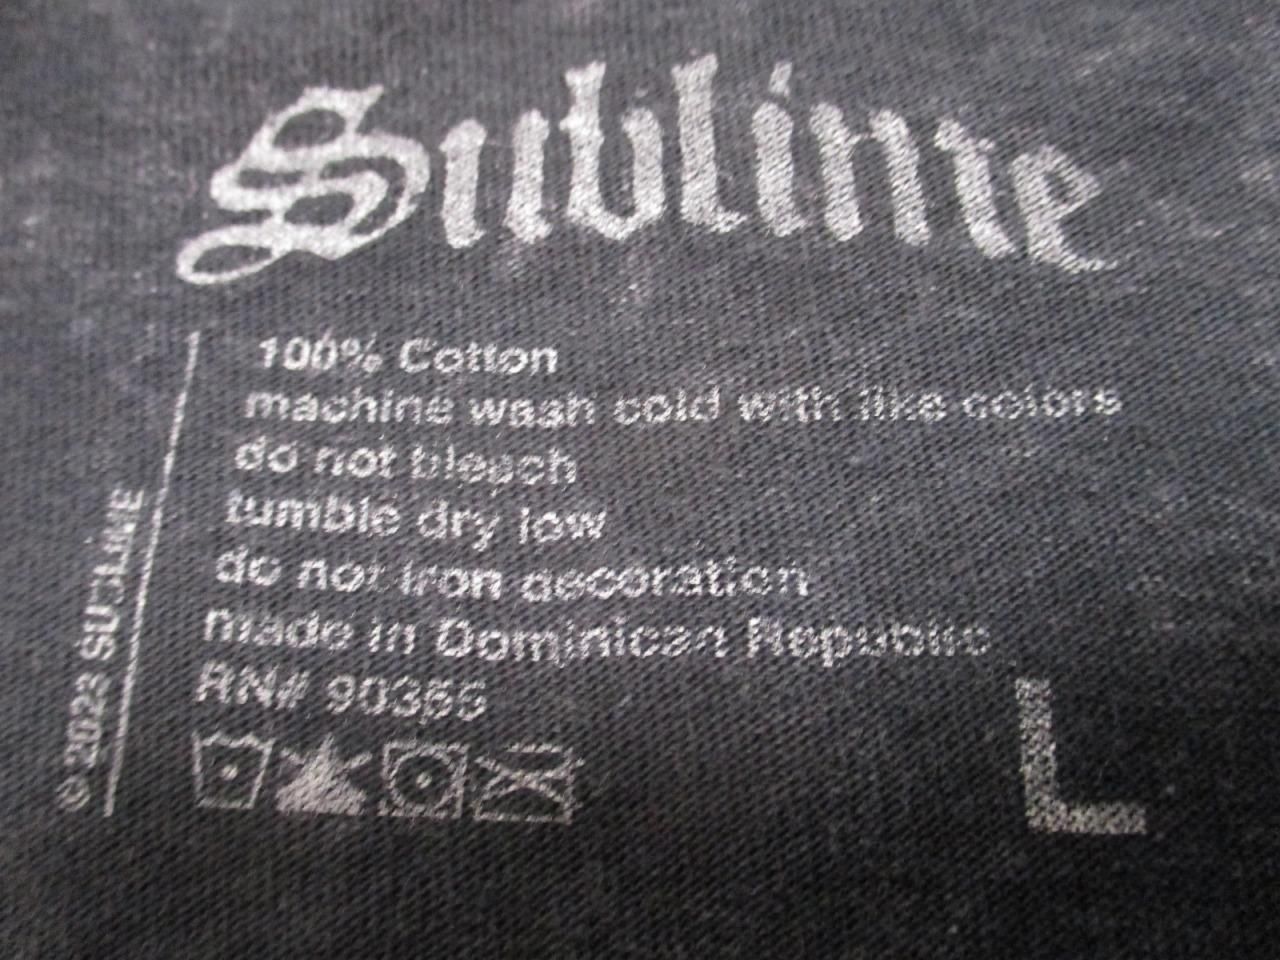 Sublime
100% Cotton
machine wash cold with like colors
do not bleach
tumble dry low
do not iron decoration
made in Dominican Republic
RN# 90366
© 2023 SUBLIME
L